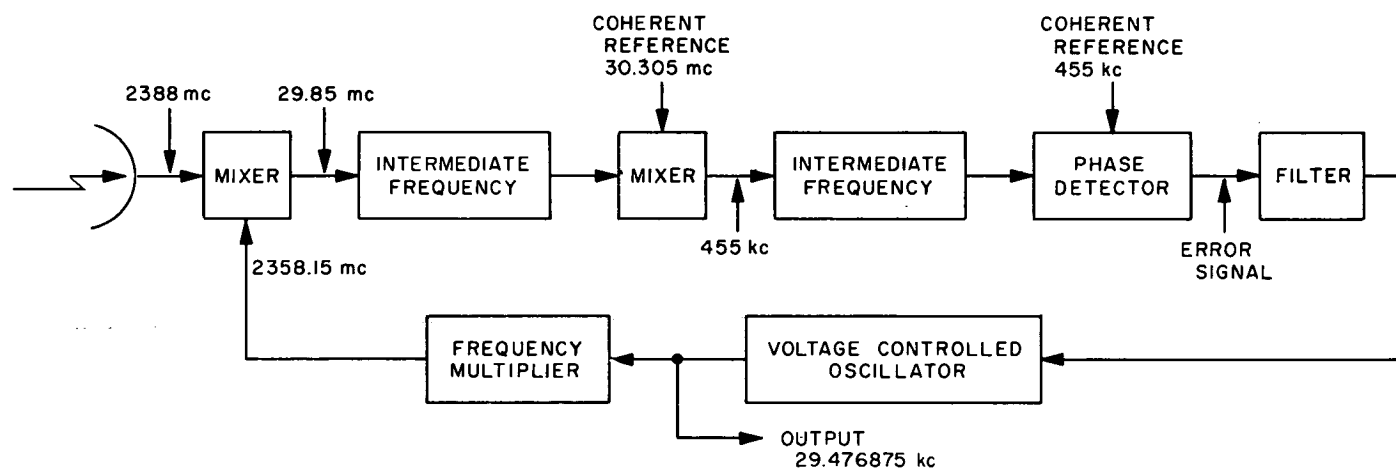 COHERENT
REFERENCE
30.305 mc
COHERENT
REFERENCE
455 kc
2388 mc
29.85 mc
MIXER
INTERMEDIATE
FREQUENCY
MIXER
INTERMEDIATE
FREQUENCY
PHASE
DETECTOR
FILTER
455 kc
ERROR
SIGNAL
2358.15 mc
FREQUENCY
MULTIPLIER
VOLTAGE CONTROLLED
OSCILLATOR
OUTPUT
29.476875 kc